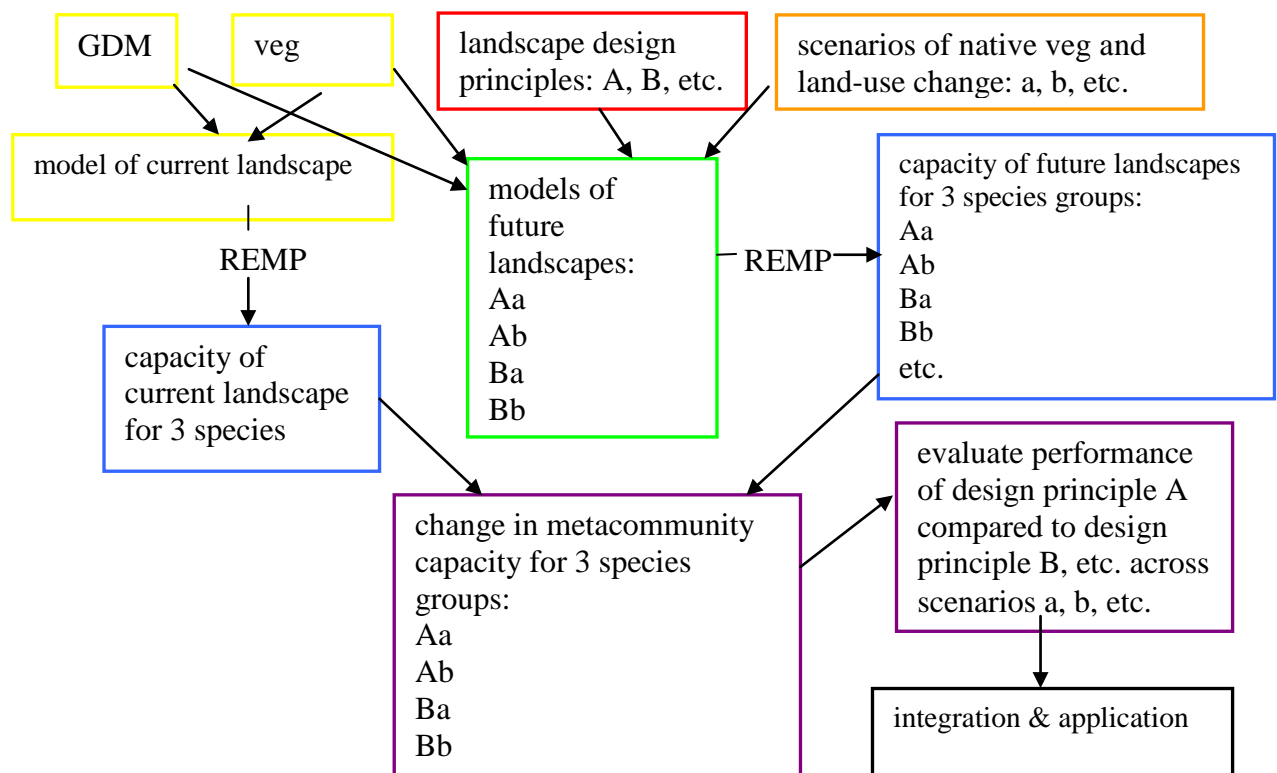 GDM
veg
landscape design
principles: A, B, etc.
scenarios of native veg and
land-use change: a, b, etc.
model of current landscape
REMP
capacity of
current landscape
for 3 species
models of
future
landscapes:
Aa
Ab
Ba
Bb
REMP
capacity of future landscapes
for 3 species groups:
Aa
Ab
Ba
Bb
etc.
change in metacommunity
capacity for 3 species
groups:
Aa
Ab
Ba
Bb
evaluate performance
of design principle A
compared to design
principle B, etc. across
scenarios a, b, etc.
integration & application